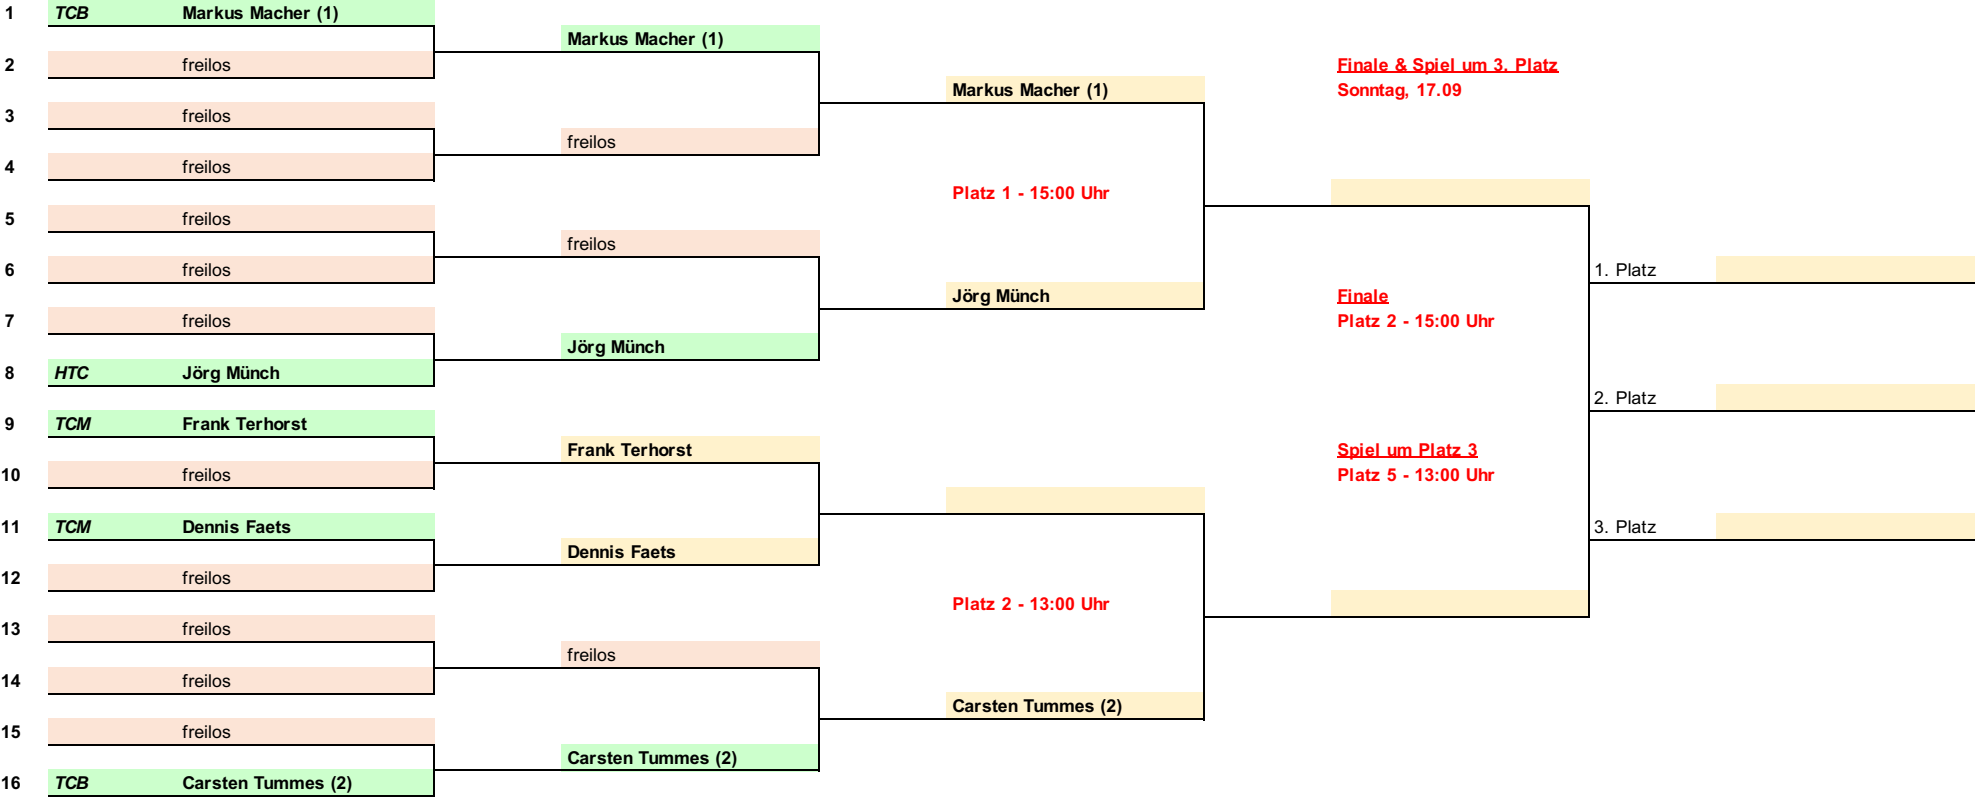 1 TCB Markus Macher (1)
Markus Macher (1)
2 freilos Finale & Spiel um 3. Platz
Markus Macher (1) Sonntag, 17.09
3 freilos
freilos
4 freilos
Platz 1 - 15:00 Uhr
5 freilos
freilos
6 freilos 1. Platz
Jörg Münch Finale
7 freilos Platz 2 - 15:00 Uhr
Jörg Münch
8 HTC Jörg Münch
2. Platz
9 TCM Frank Terhorst
Frank Terhorst Spiel um Platz 3
10 freilos Platz 5 - 13:00 Uhr
11 TCM Dennis Faets 3. Platz
Dennis Faets
12 freilos
Platz 2 - 13:00 Uhr
13 freilos
freilos
14 freilos
Carsten Tummes (2)
15 freilos
Carsten Tummes (2)
16 TCB Carsten Tummes (2)